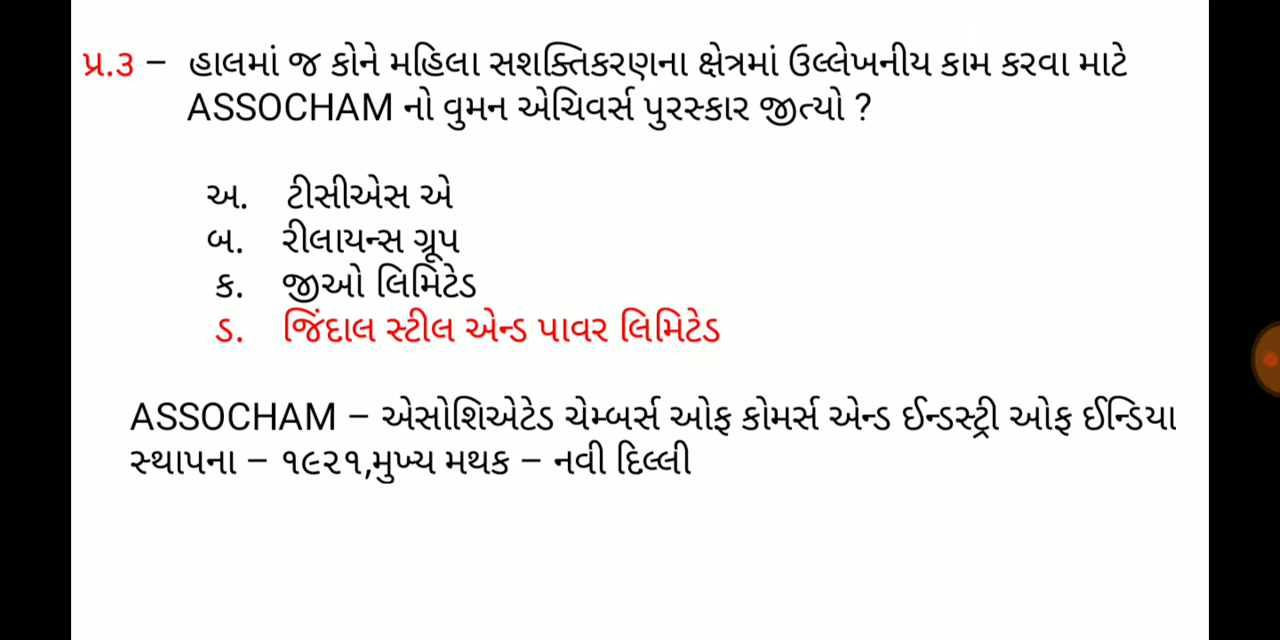 પ્ર.૩ – હાલમાં જ કોને મહિલા સશક્તિકરણના ક્ષેત્રમાં ઉલ્લેખનીય કામ કરવા માટે
ASSOCHAM નો વુમન એચિવર્સ પુરસ્કાર જીત્યો ?
અ. ટીસીએસ એ
બ. રીલાયન્સ ગ્રૂપ
ક. જીઓ લિમિટેડ
ડ. જિંદાલ સ્ટીલ એન્ડ પાવર લિમિટેડ
ASSOCHAM – એસોશિએટેડ ચેમ્બર્સ ઓફ કોમર્સ એન્ડ ઈન્ડસ્ટ્રી ઓફ ઈન્ડિયા
સ્થાપના – ૧૯૨૧,મુખ્ય મથક – નવી દિલ્લી